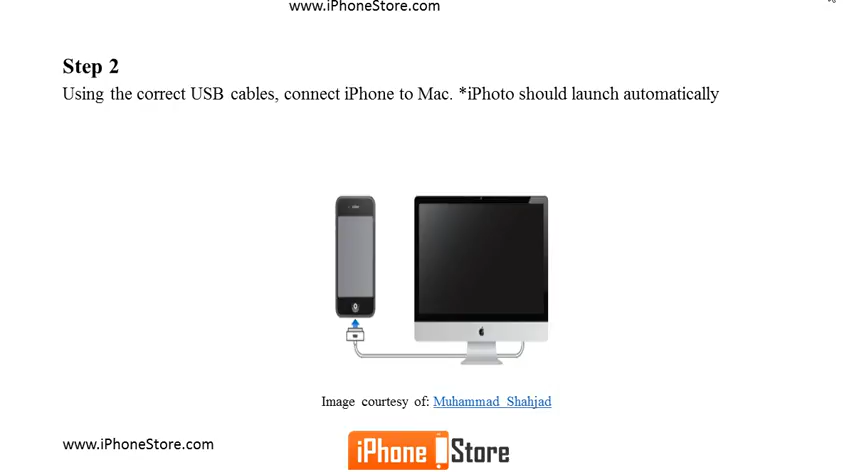 www.iPhoneStore.com
Step 2
Using the correct USB cables, connect iPhone to Mac. *iPhoto should launch automatically
Image courtesy of: Muhammad Shahjad
www.iPhoneStore.com
iPhone Store